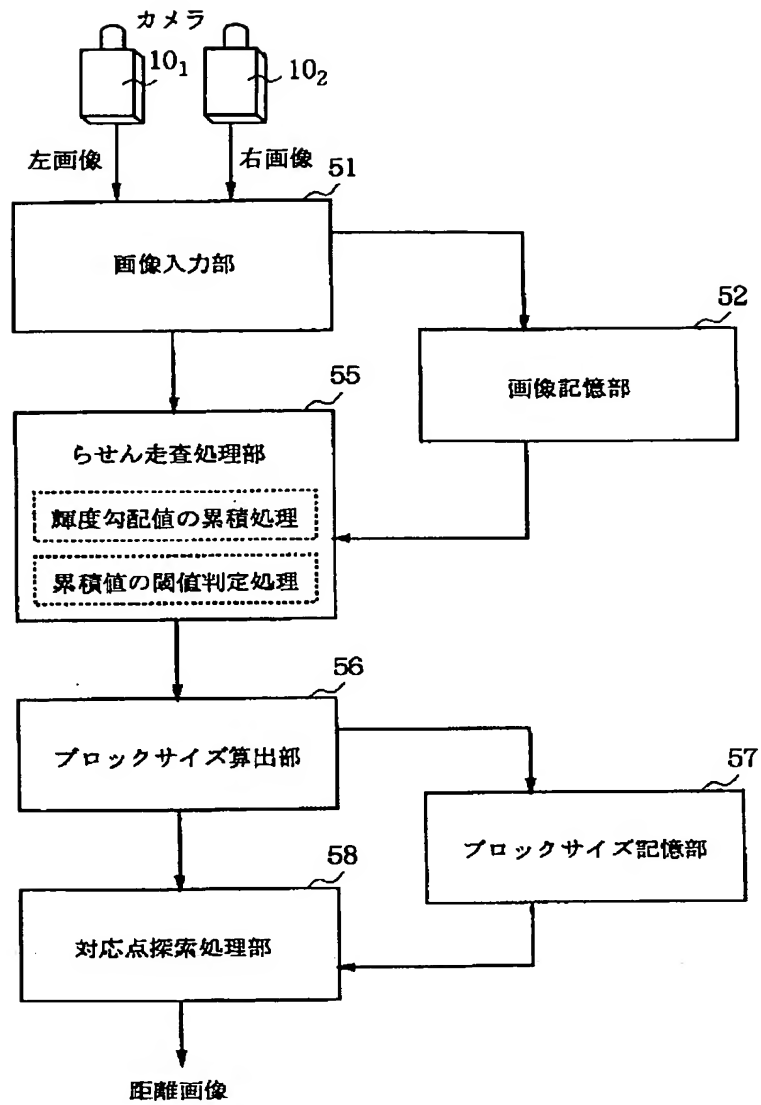 カメラ
10₁
10₂
左画像
右画像
51
画像入力部
52
画像記憶部
55
らせん走査処理部
輝度勾配値の累積処理
累積値の閾値判定処理
56
ブロックサイズ算出部
57
ブロックサイズ記憶部
58
対応点探索処理部
距離画像